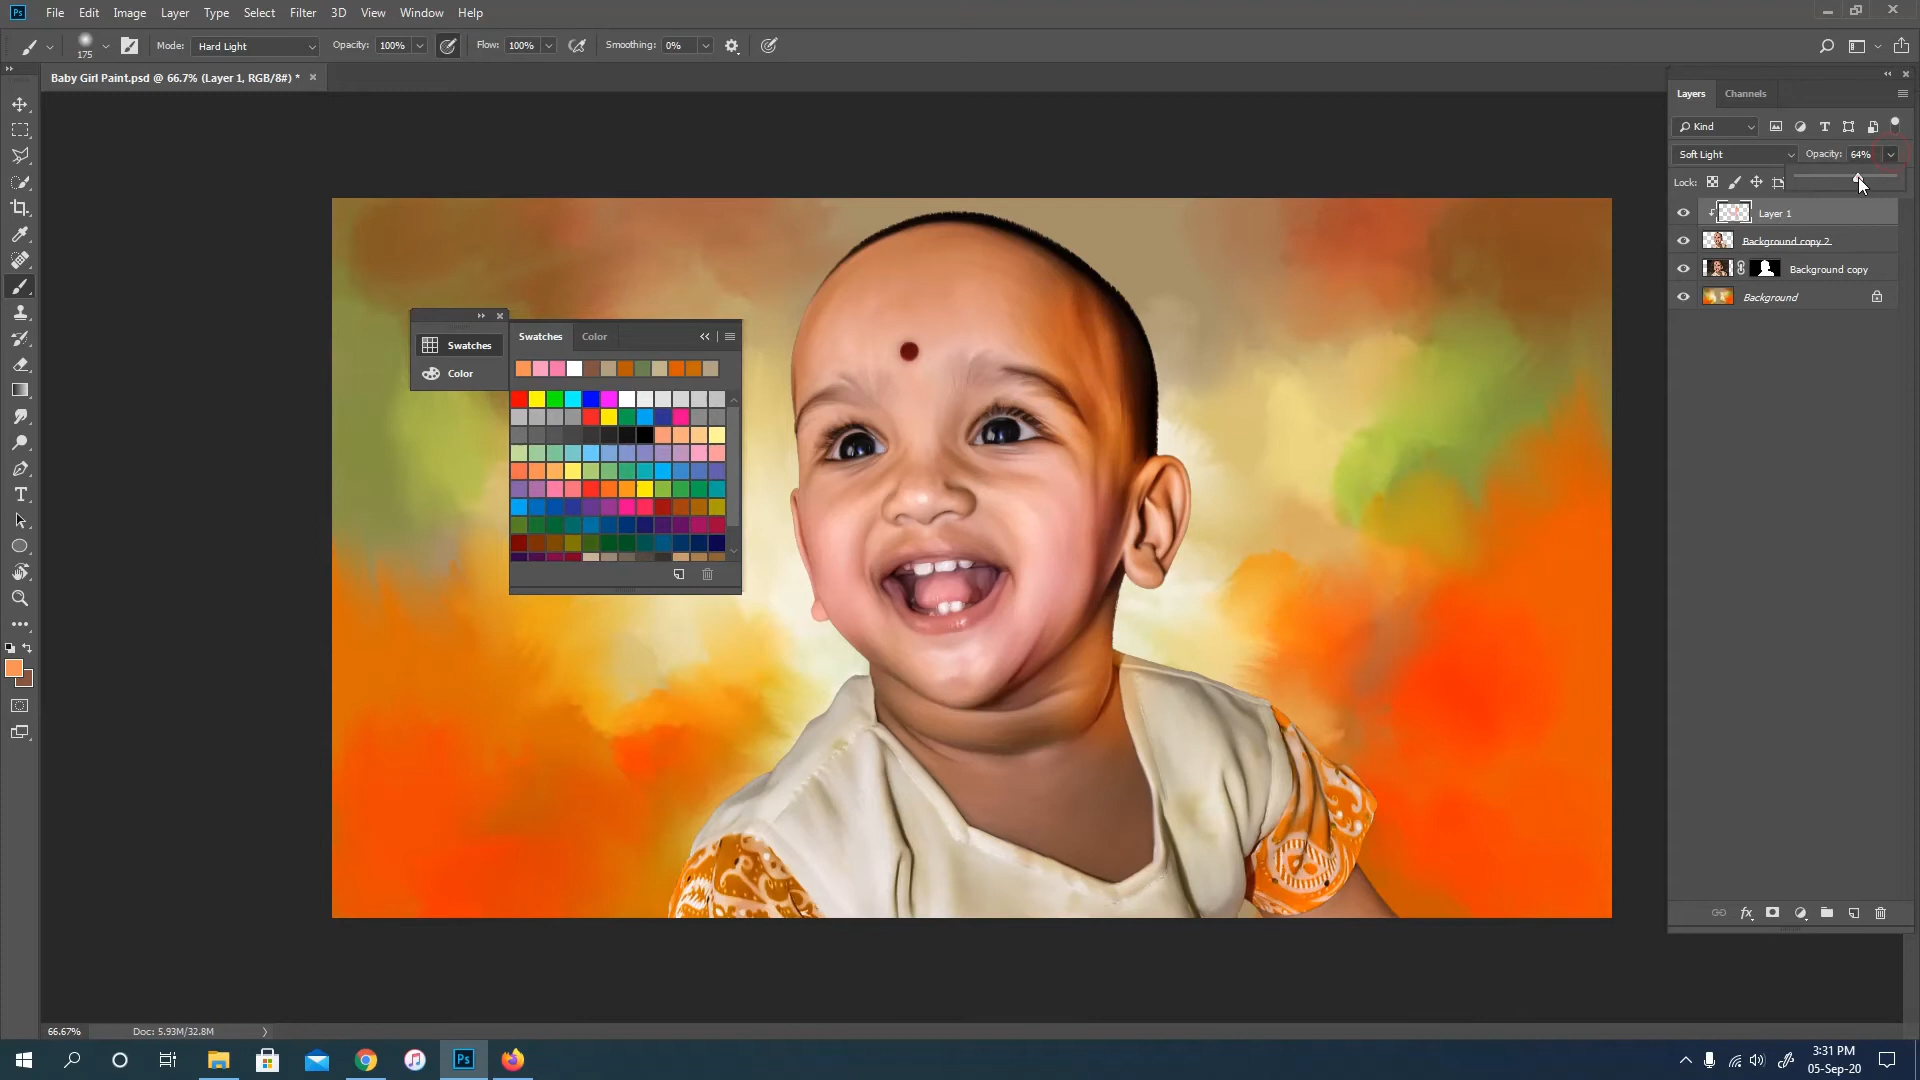 Ps File Edit Image Layer Type Select Filter 3D View Window Help
175 Mode: Hard Light Opacity: 100% Flow: 100% Smoothing: 0%
Baby Girl Paint.psd @ 66.7% (Layer 1, RGB/8#) *
Layers Channels
Kind
Soft Light Opacity: 64%
Lock:
Layer 1
Background copy 2
Background copy
Background
Swatches Color
Swatches
Color
66.67% Doc: 5.93M/32.8M
Ps
3:31 PM
05-Sep-20